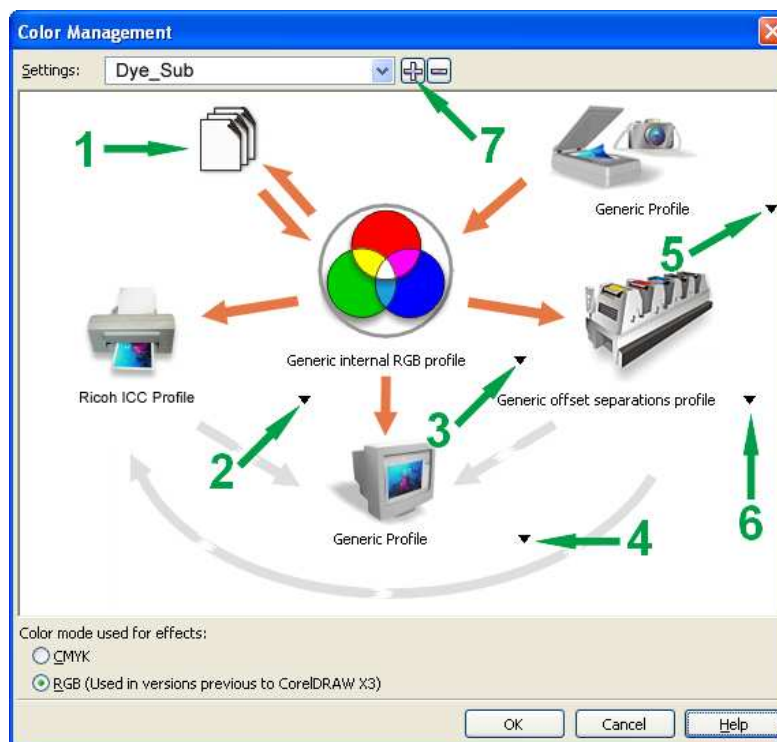 Color Management
Settings: Dye_Sub
1
7
Generic Profile
5
Generic internal RGB profile
Ricoh ICC Profile
3
Generic offset separations profile
2
6
Generic Profile
4
Color mode used for effects:
CMYK
RGB (Used in versions previous to CorelDRAW X3)
OK Cancel Help